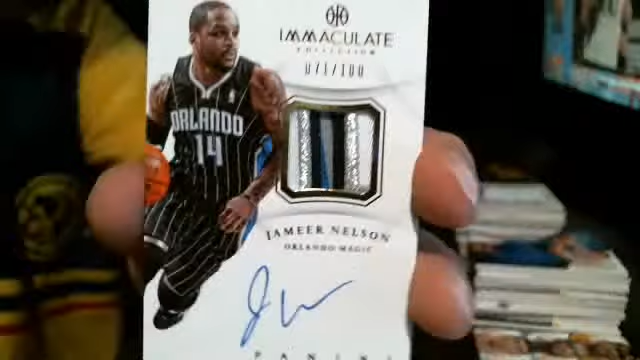 IMMACULATE
COLLECTION
071/100
ORLANDO
14
JAMEER NELSON
ORLANDO MAGIC
PANINI